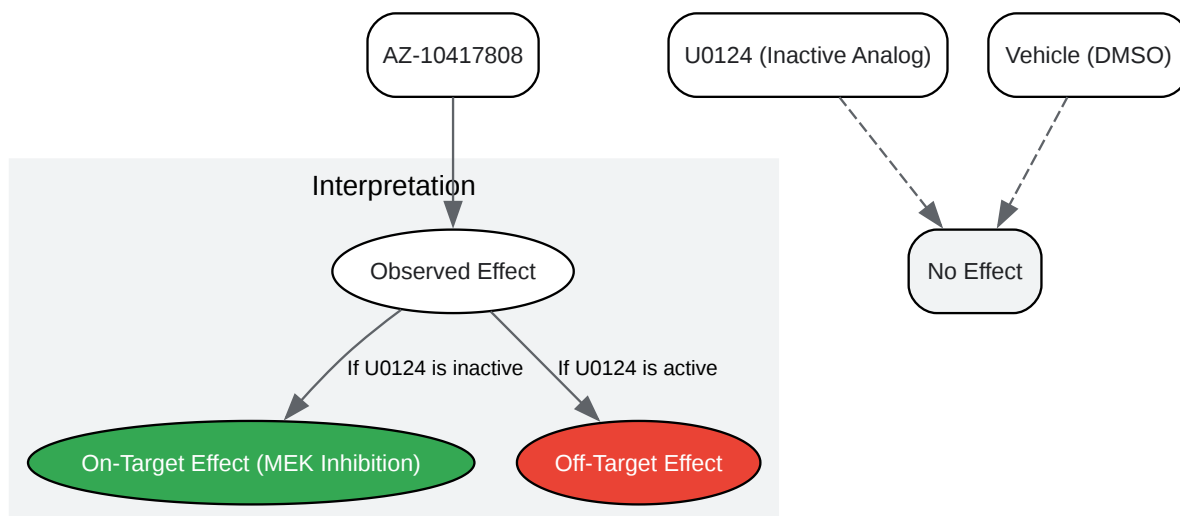 AZ-10417808
U0124 (Inactive Analog)
Vehicle (DMSO)
Interpretation
Observed Effect
No Effect
If U0124 is inactive
If U0124 is active
On-Target Effect (MEK Inhibition)
Off-Target Effect